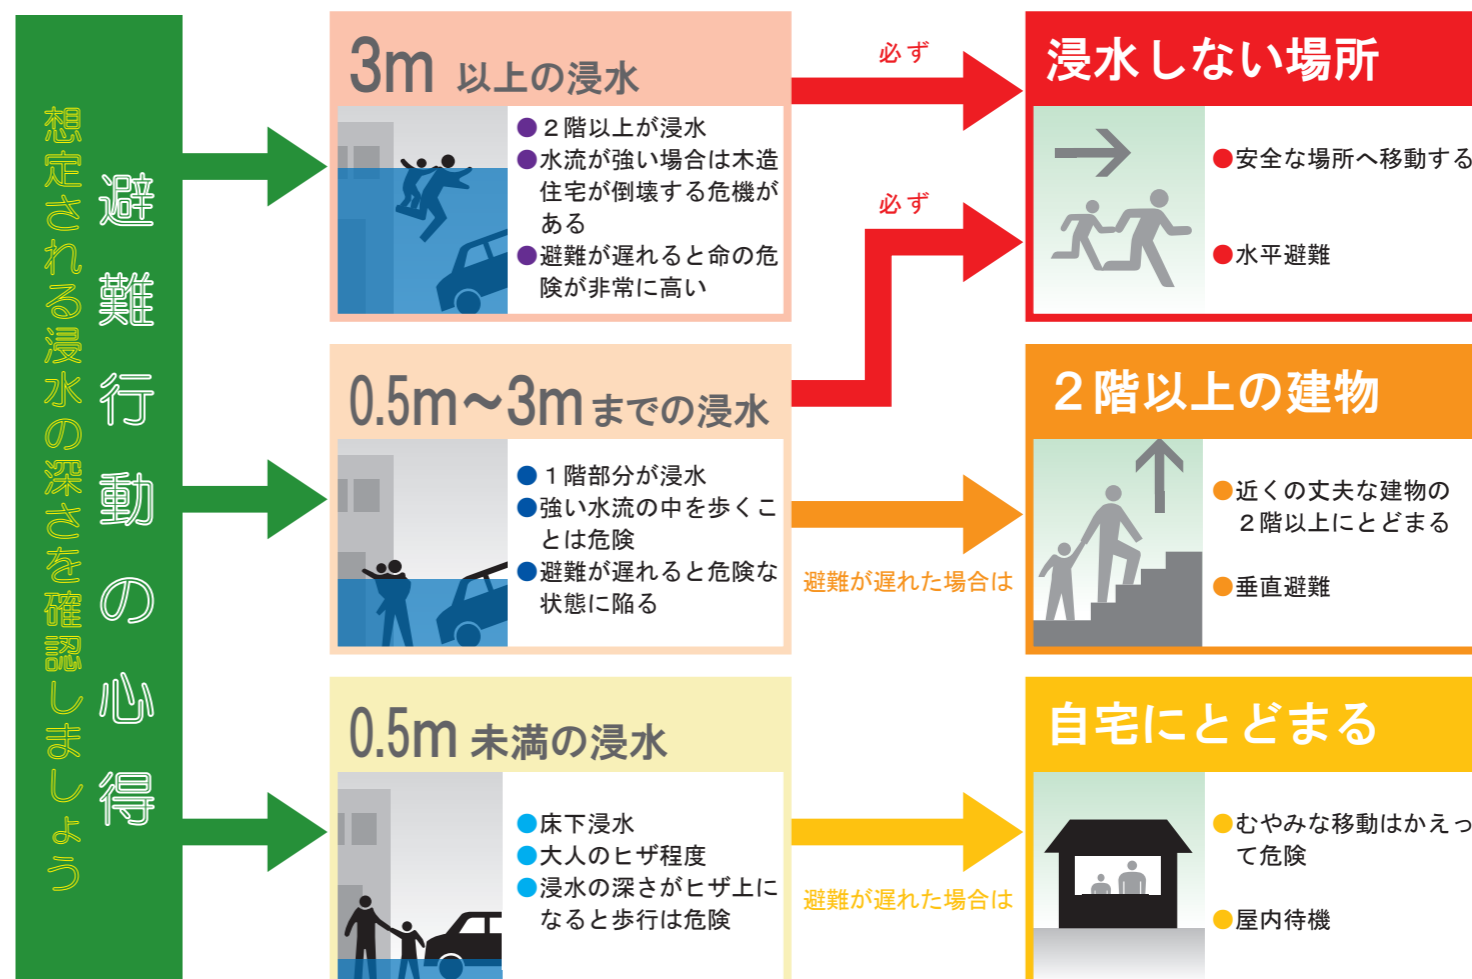 避難行動の心得
想定される浸水の深さを確認しましょう
3m 以上の浸水
●２階以上が浸水
●水流が強い場合は木造
住宅が倒壊する危機が
ある
●避難が遅れると命の危
険が非常に高い
必ず
浸水しない場所
●安全な場所へ移動する
●水平避難
0.5m～3mまでの浸水
●１階部分が浸水
●強い水流の中を歩くこ
とは危険
●避難が遅れると危険な
状態に陥る
必ず
避難が遅れた場合は
２階以上の建物
●近くの丈夫な建物の
２階以上にとどまる
●垂直避難
0.5m 未満の浸水
●床下浸水
●大人のヒザ程度
●浸水の深さがヒザ上に
なると歩行は危険
避難が遅れた場合は
自宅にとどまる
●むやみな移動はかえっ
て危険
●屋内待機